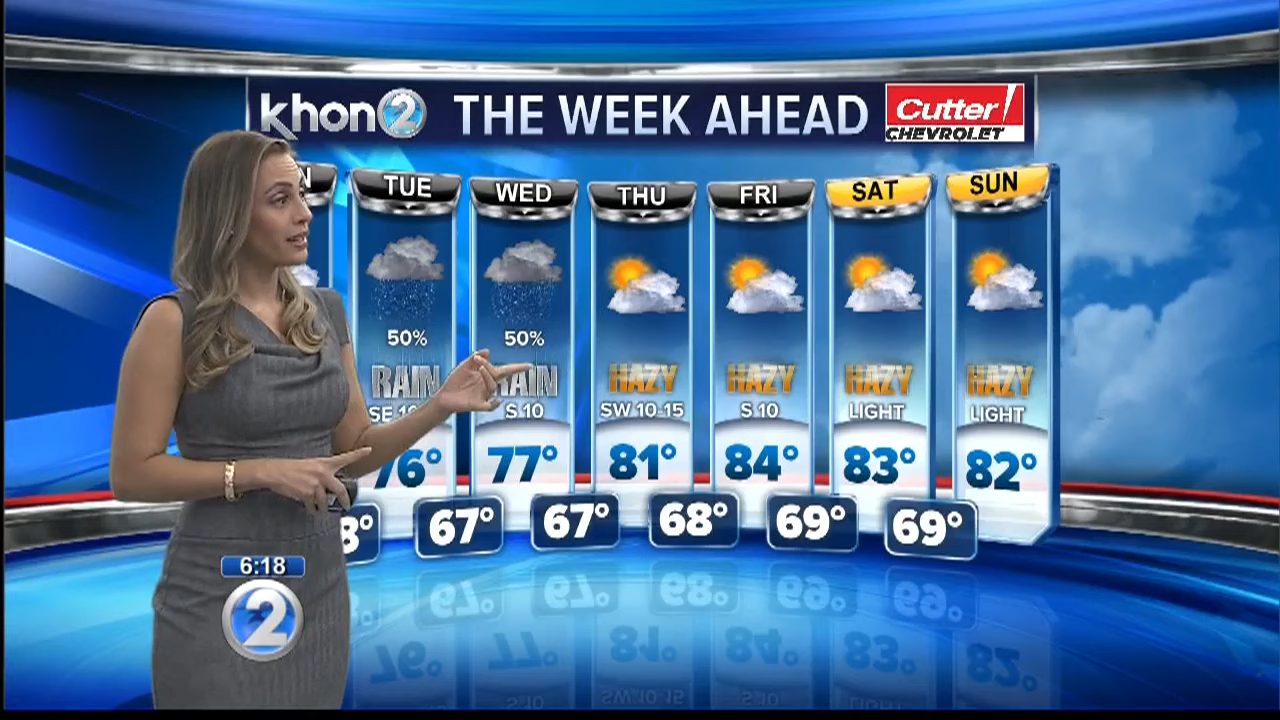 khon2 THE WEEK AHEAD Cutter!
CHEVROLET
TUE WED THU FRI SAT SUN
50% 50%
RAIN RAIN HAZY HAZY HAZY HAZY
SE S 10 SW 10-15 S 10 LIGHT LIGHT
76° 77° 81° 84° 83° 82°
67° 67° 68° 69° 69°
6:18
2